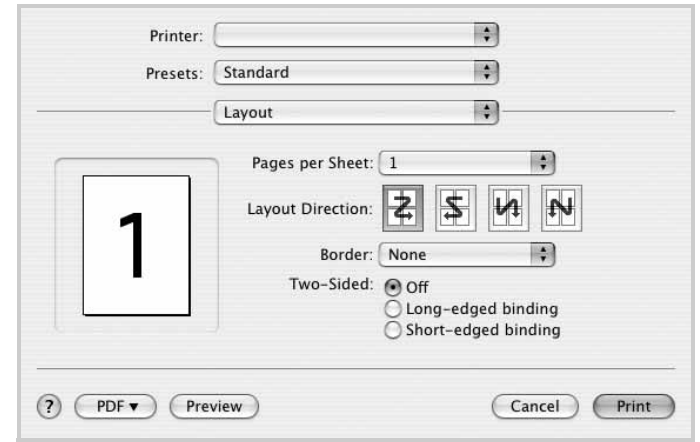 Printer:
Presets: Standard
Layout
Pages per Sheet: 1
1
Layout Direction:
Border: None
Two-Sided: Off
Long-edged binding
Short-edged binding
? PDF▼ Preview Cancel Print